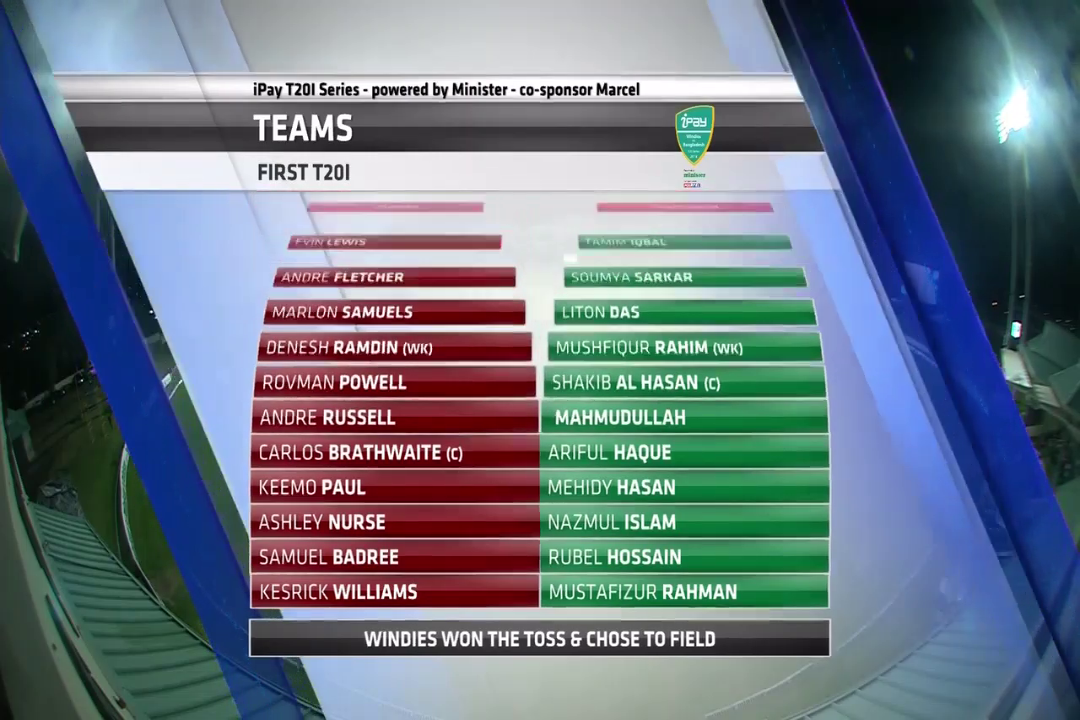 iPay T20I Series - powered by Minister - co-sponsor Marcel
TEAMS
iPay
Windies
Bangladesh
FIRST T20I
EVIN LEWIS
TAMIM IQBAL
ANDRE FLETCHER
SOUMYA SARKAR
MARLON SAMUELS
LITON DAS
DENESH RAMDIN (WK)
MUSHFIQUR RAHIM (WK)
ROVMAN POWELL
SHAKIB AL HASAN (C)
ANDRE RUSSELL
MAHMUDULLAH
CARLOS BRATHWAITE (C)
ARIFUL HAQUE
KEEMO PAUL
MEHIDY HASAN
ASHLEY NURSE
NAZMUL ISLAM
SAMUEL BADREE
RUBEL HOSSAIN
KESRICK WILLIAMS
MUSTAFIZUR RAHMAN
WINDIES WON THE TOSS & CHOSE TO FIELD